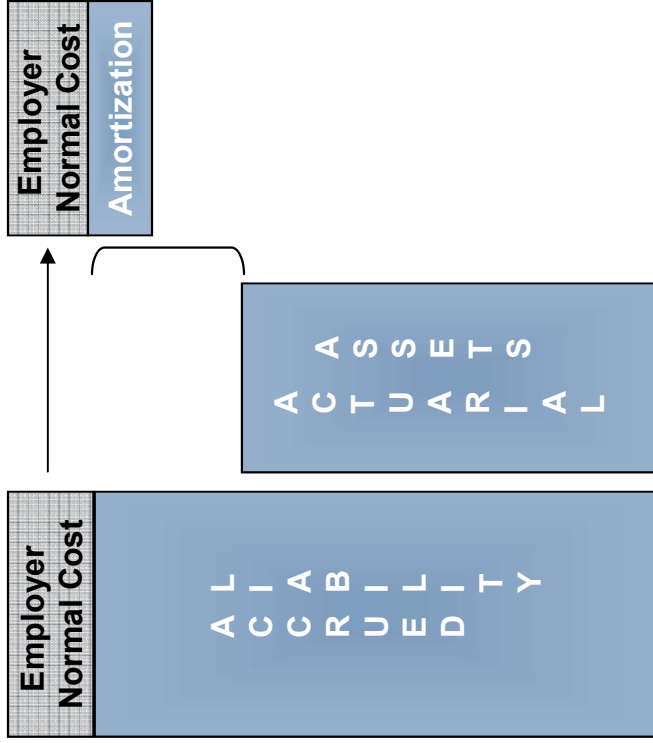 Employer
Normal Cost
ACCRUED
LIABILITY
ACTUARIAL
ASSETS
Employer
Normal Cost
Amortization